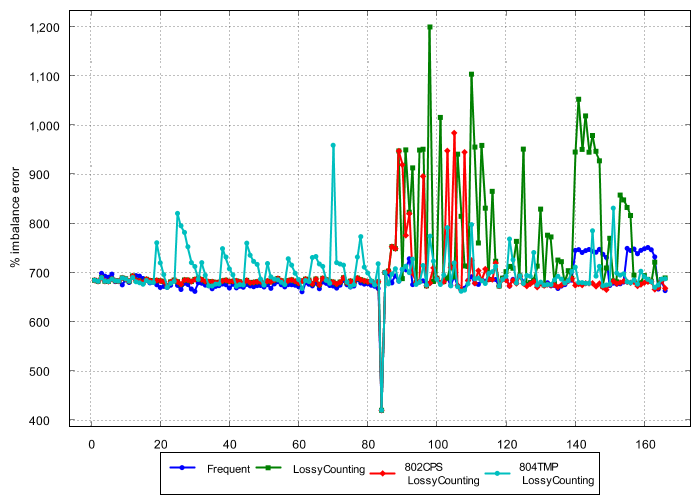 1,200
1,100
1,000
900
800
700
600
500
400
% imbalance error
0
20
40
60
80
100
120
140
160
Frequent
LossyCounting
802CPS
LossyCounting
804TMP
LossyCounting